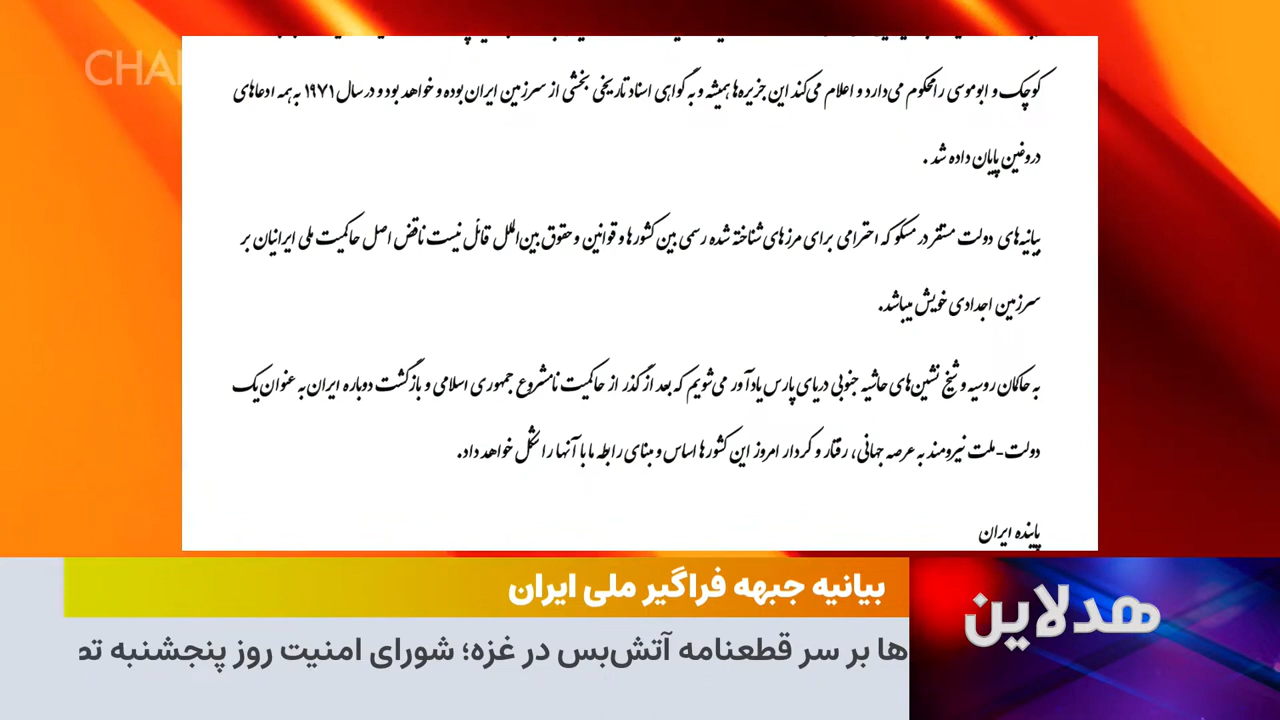 CHA
کوچک و ابوموسی را محکوم می‌دارد و اعلام می‌کند این جزیره‌ها همیشه و به گواهی اسناد تاریخی بخشی از سرزمین ایران بوده و خواهد بود و در سال ۱۹۷۱ به همه ادعاهای
دروغین پایان داده شد .
بیانیه‌های دولت مستقر در مسکو که احترامی برای مرزهای شناخته شده رسمی بین کشورها و قوانین و حقوق بین‌الملل قائل نیست ناقض اصل حاکمیت ملی ایرانیان بر
سرزمین اجدادی خویش میباشد.
به حاکمان روسیه و شیخ نشین‌های حاشیه جنوبی دریای پارس یادآور می‌شویم که بعد از گذر از حاکمیت نامشروع جمهوری اسلامی و بازگشت دوباره ایران به عنوان یک
دولت-ملت نیرومند به عرصه جهانی، رفتار و کردار امروز این کشورها اساس و مبنای رابطه ما با آنها را شکل خواهد داد.
پاینده ایران
بیانیه جبهه فراگیر ملی ایران
هدلاین
ها بر سر قطعنامه آتش‌بس در غزه؛ شورای امنیت روز پنجشنبه